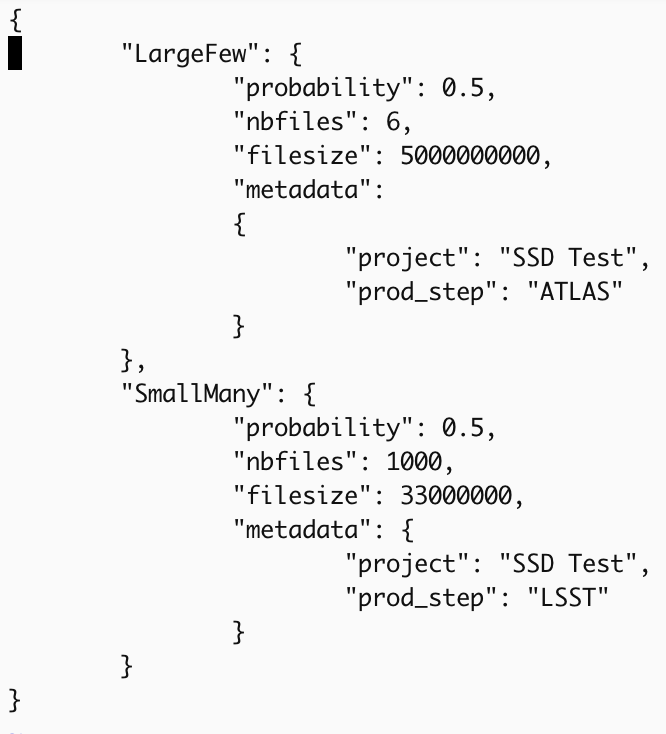 {
"LargeFew": {
"probability": 0.5,
"nbfiles": 6,
"filesize": 5000000000,
"metadata":
{
"project": "SSD Test",
"prod_step": "ATLAS"
}
},
"SmallMany": {
"probability": 0.5,
"nbfiles": 1000,
"filesize": 33000000,
"metadata": {
"project": "SSD Test",
"prod_step": "LSST"
}
}
}